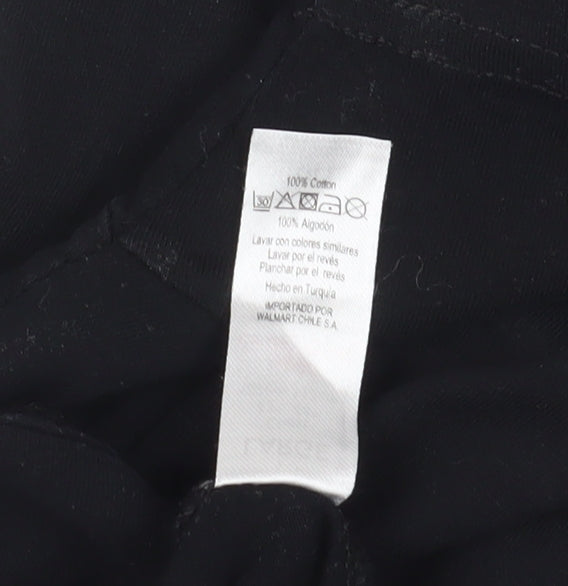 100% Cotton
30
100% Algodón
Lavar con colores similares
Lavar por el revés
Planchar por el revés
Hecho en Turquía
IMPORTADO POR
WALMART CHILE S.A.